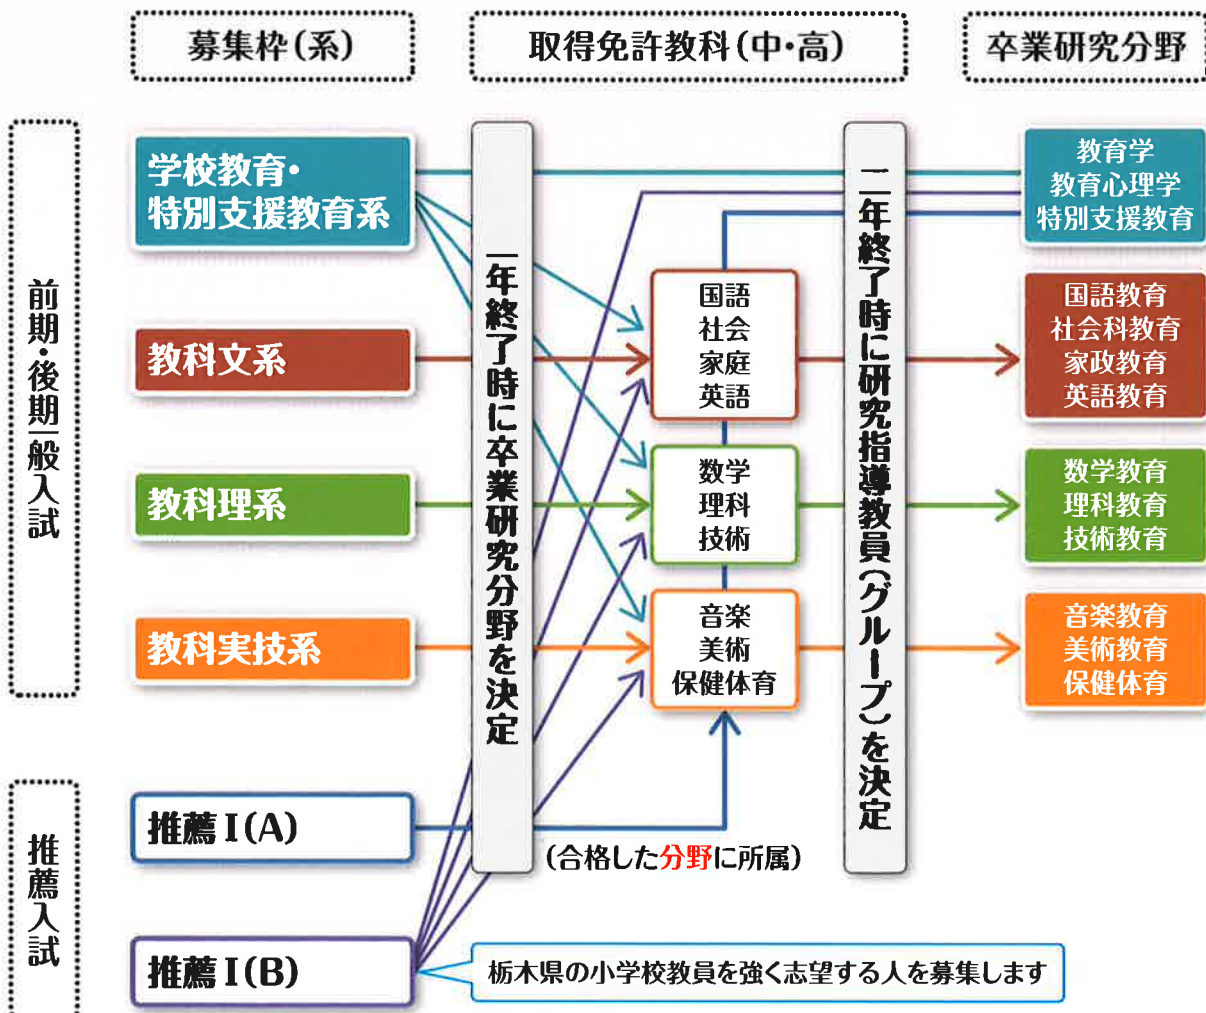 募集枠(系)
取得免許教科(中・高)
卒業研究分野
前期・後期一般入試
学校教育・
特別支援教育系
教科文系
教科理系
教科実技系
一年終了時に卒業研究分野を決定
国語
社会
家庭
英語
数学
理科
技術
音楽
美術
保健体育
二年終了時に研究指導教員(グループ)を決定
教育学
教育心理学
特別支援教育
国語教育
社会科教育
家政教育
英語教育
数学教育
理科教育
技術教育
音楽教育
美術教育
保健体育
推薦入試
推薦Ⅰ(A)
(合格した分野に所属)
推薦Ⅰ(B)
栃木県の小学校教員を強く志望する人を募集します